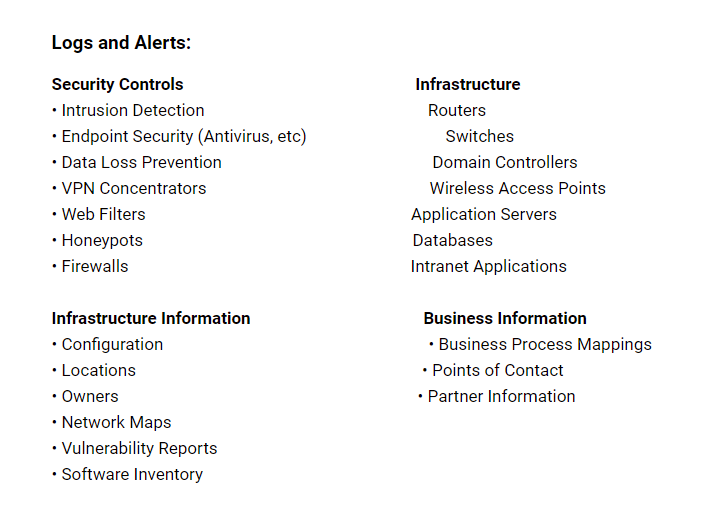 Logs and Alerts:
Security Controls
• Intrusion Detection
• Endpoint Security (Antivirus, etc)
• Data Loss Prevention
• VPN Concentrators
• Web Filters
• Honeypots
• Firewalls
Infrastructure
Routers
Switches
Domain Controllers
Wireless Access Points
Application Servers
Databases
Intranet Applications
Infrastructure Information
• Configuration
• Locations
• Owners
• Network Maps
• Vulnerability Reports
• Software Inventory
Business Information
• Business Process Mappings
• Points of Contact
• Partner Information